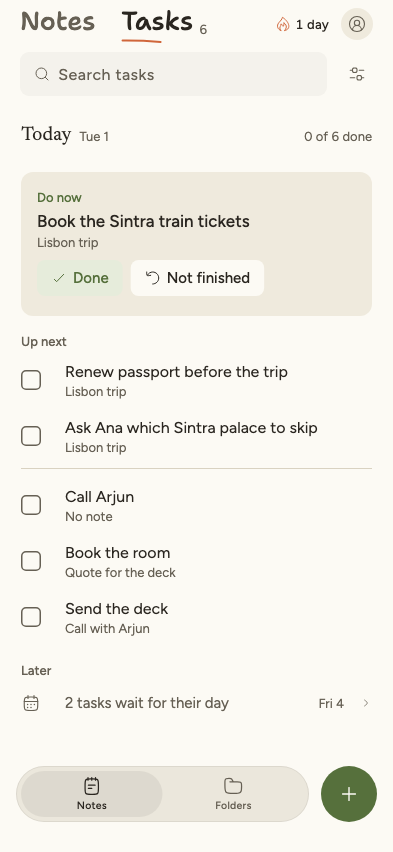 Notes Tasks 6 1 day
Search tasks
Today Tue 1 0 of 6 done
Do now
Book the Sintra train tickets
Lisbon trip
Done Not finished
Up next
Renew passport before the trip
Lisbon trip
Ask Ana which Sintra palace to skip
Lisbon trip
Call Arjun
No note
Book the room
Quote for the deck
Send the deck
Call with Arjun
Later
2 tasks wait for their day Fri 4
Notes Folders